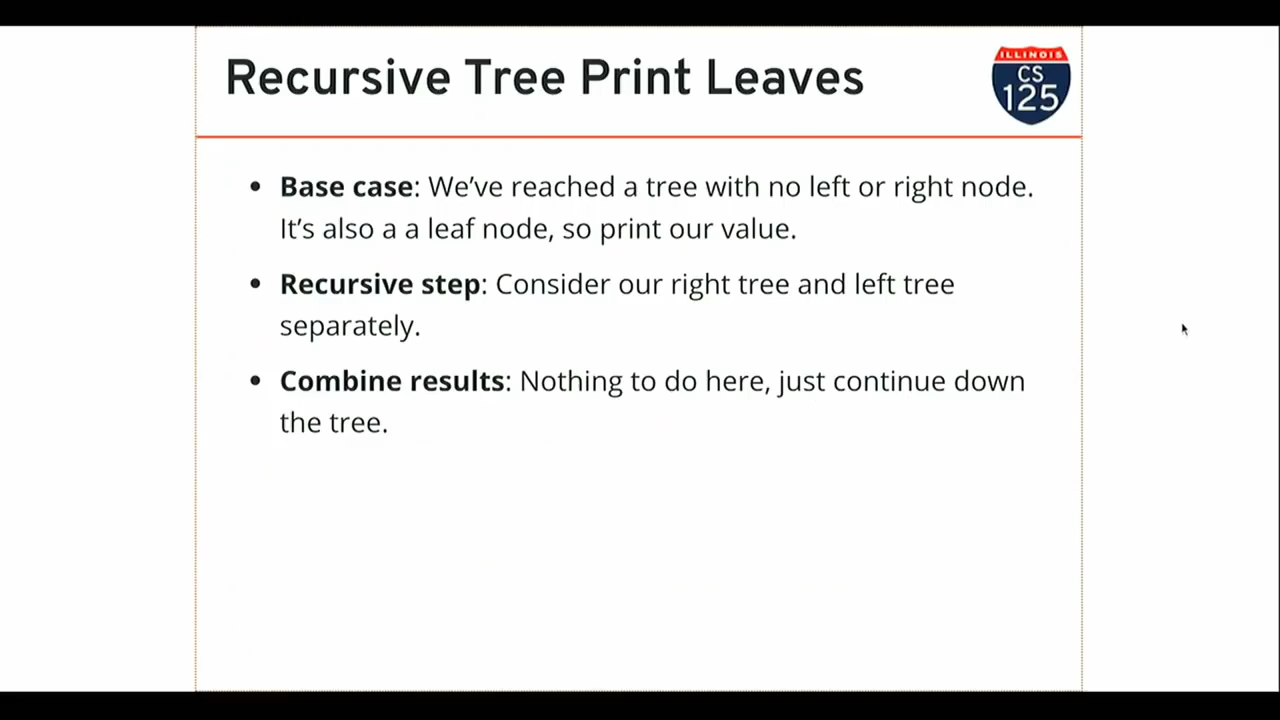 Recursive Tree Print Leaves
ILLINOIS
CS
125
• Base case: We've reached a tree with no left or right node.
It's also a a leaf node, so print our value.
• Recursive step: Consider our right tree and left tree
separately.
• Combine results: Nothing to do here, just continue down
the tree.